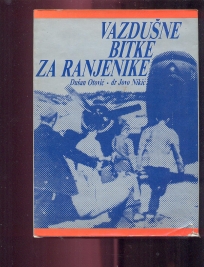 VAZDUŠNE
BITKE
ZA RANJENIKE
Dušan Otović - dr Jovo Nikić